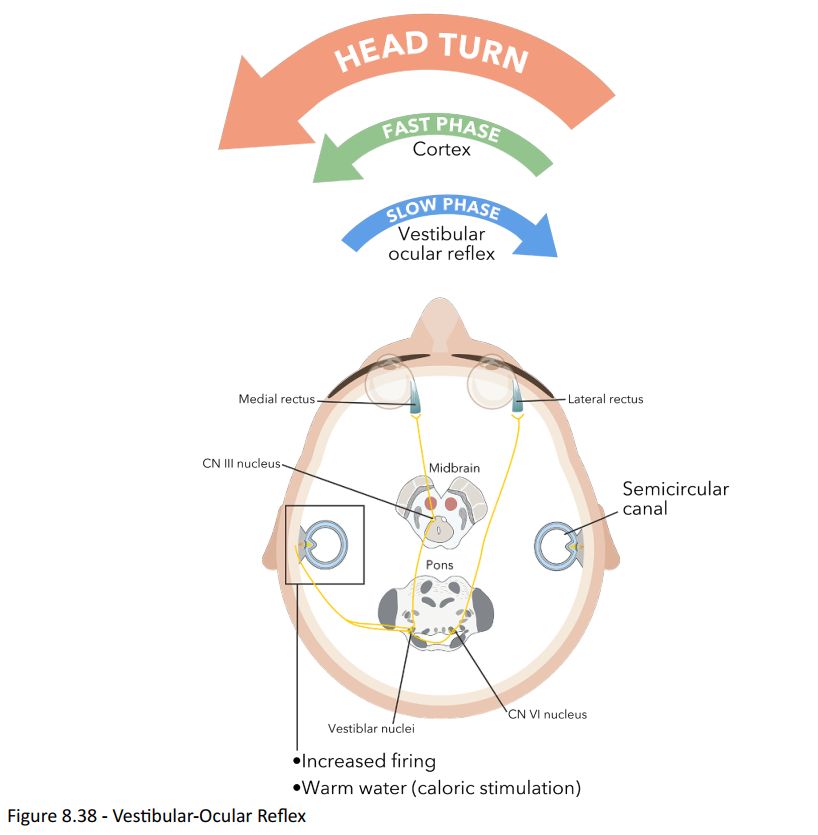 HEAD TURN
FAST PHASE
Cortex
SLOW PHASE
Vestibular
ocular reflex
Medial rectus
Lateral rectus
CN III nucleus
Midbrain
Semicircular
canal
Pons
CN VI nucleus
Vestiblar nuclei
•Increased firing
•Warm water (caloric stimulation)
Figure 8.38 - Vestibular-Ocular Reflex